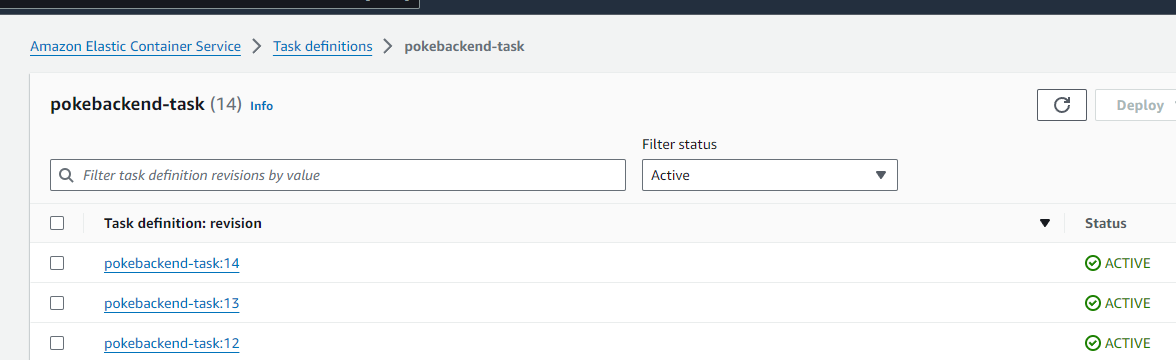 Amazon Elastic Container Service > Task definitions > pokebackend-task
pokebackend-task (14) Info
Deploy
Filter status
Filter task definition revisions by value
Active
Task definition: revision
Status
pokebackend-task:14
ACTIVE
pokebackend-task:13
ACTIVE
pokebackend-task:12
ACTIVE